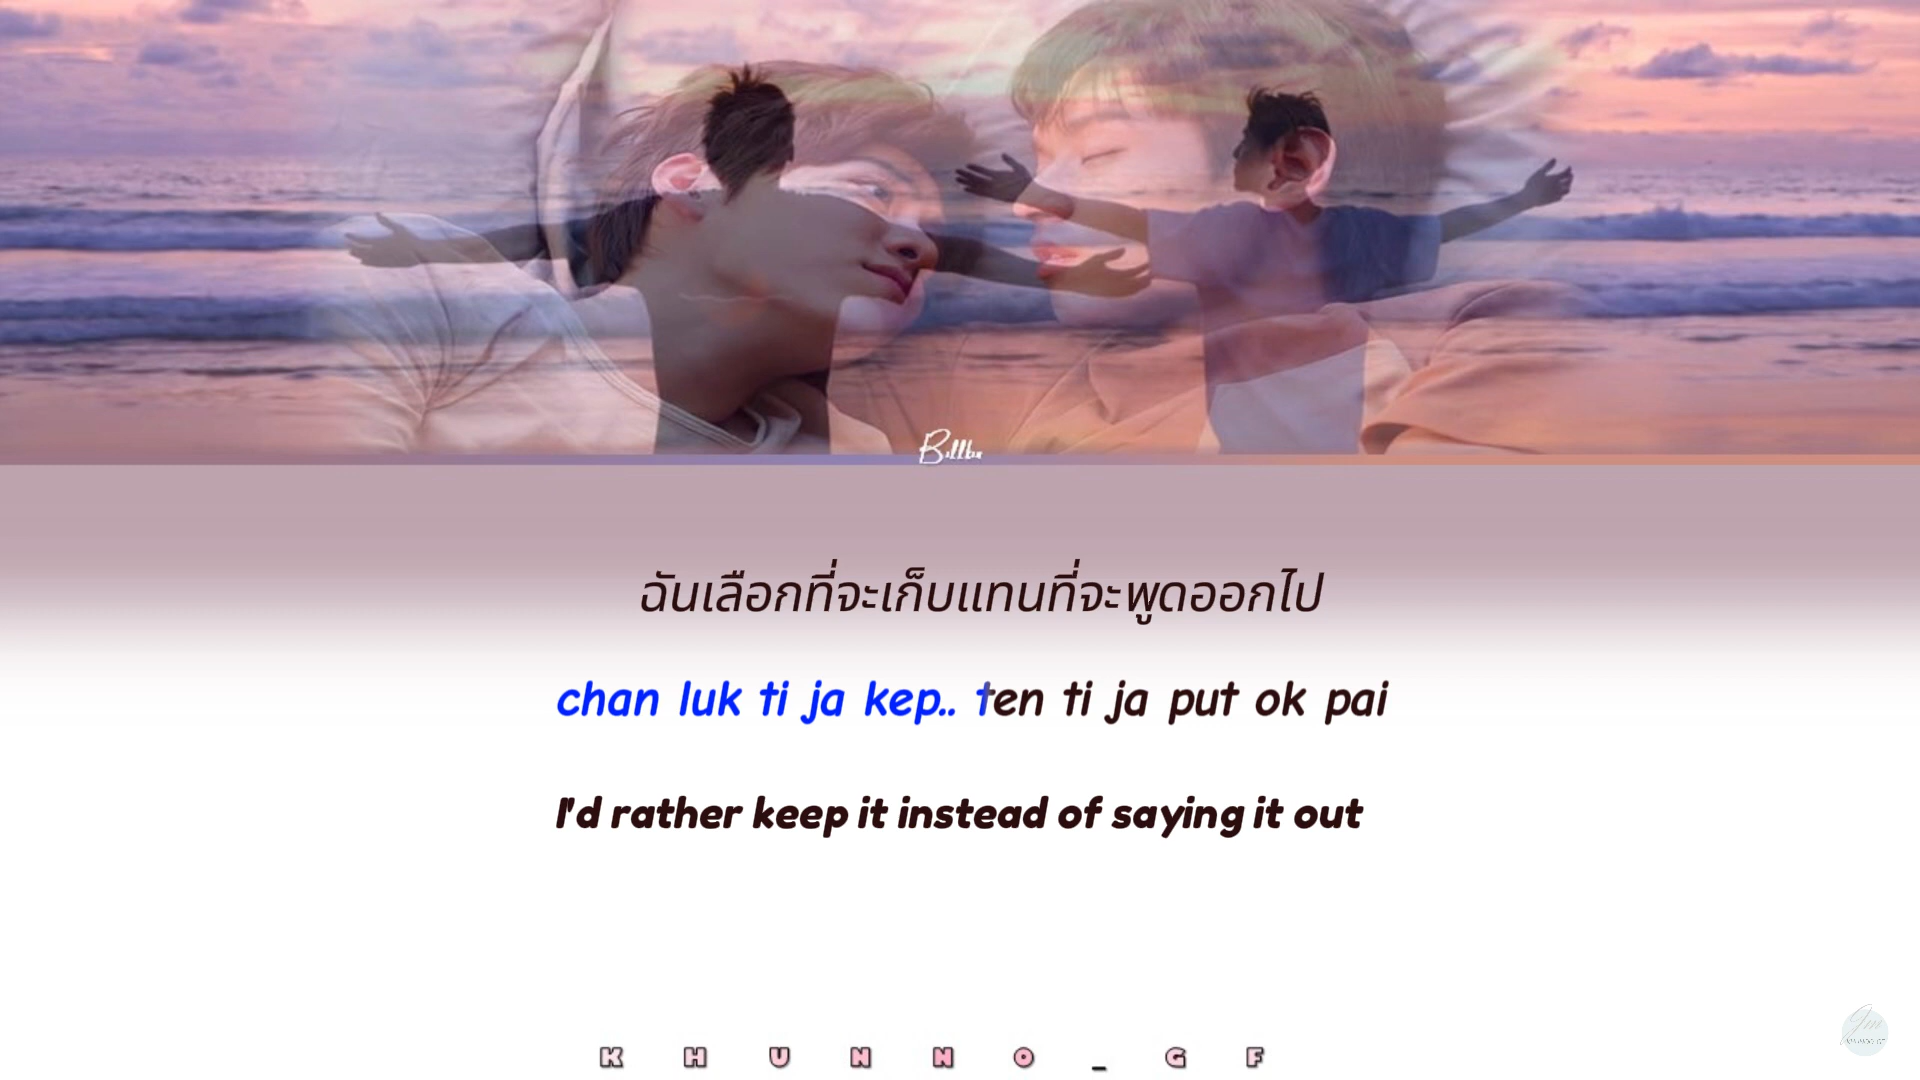 ฉันเลือกที่จะเก็บแทนที่จะพูดออกไป
chan luk ti ja kep.. ten ti ja put ok pai
I'd rather keep it instead of saying it out
KHUNNO_GF